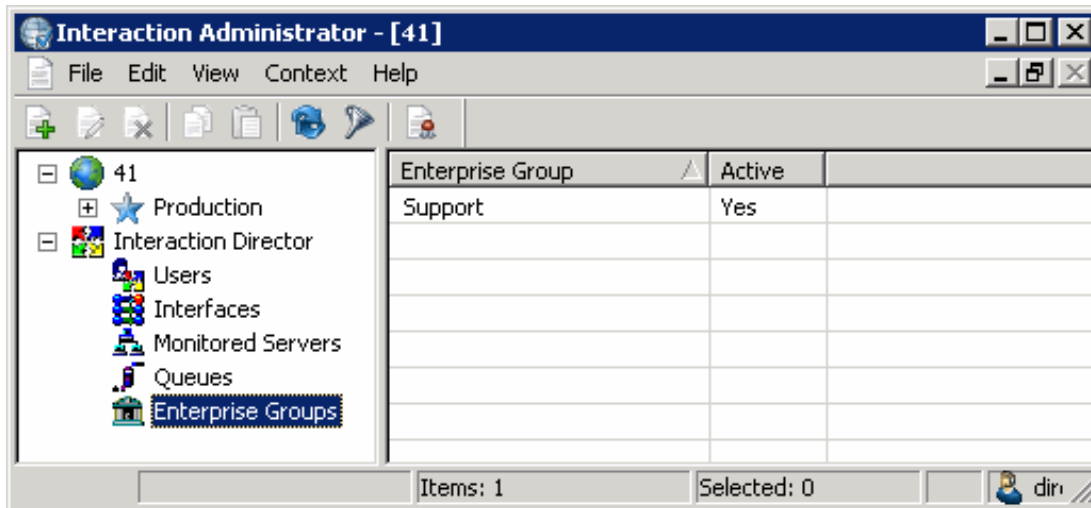 Interaction Administrator - [41]
File Edit View Context Help
41
Production
Interaction Director
Users
Interfaces
Monitored Servers
Queues
Enterprise Groups
Enterprise Group Active
Support Yes
Items: 1 Selected: 0